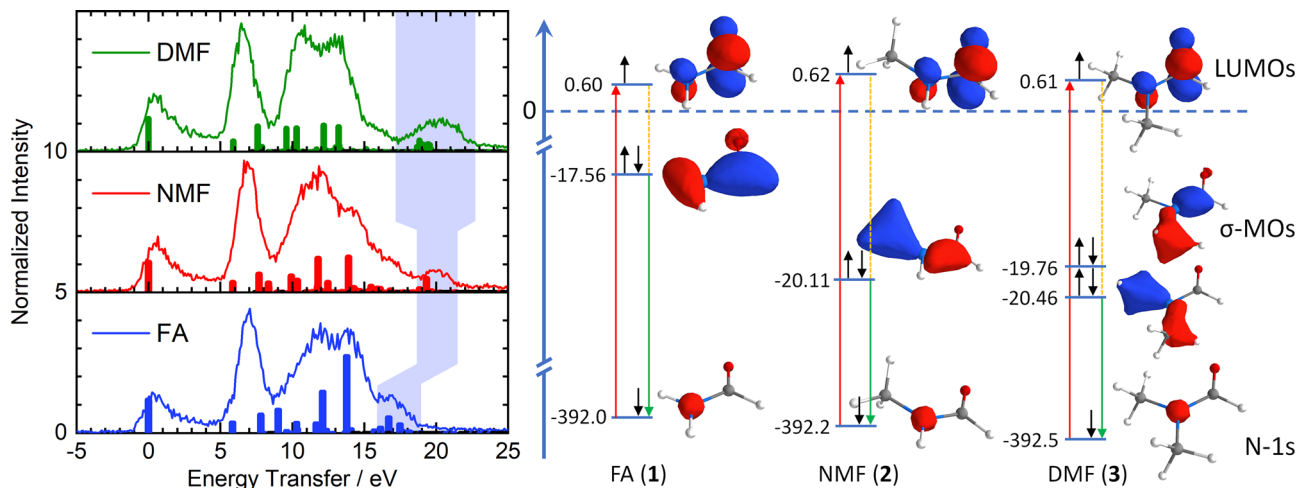 DMF
NMF
FA
10
5
0
-5
0
5
10
15
20
25
Normalized Intensity
Energy Transfer / eV
0
0.60
-17.56
-392.0
FA (1)
0.62
-20.11
-392.2
NMF (2)
0.61
-19.76
-20.46
-392.5
DMF (3)
LUMOs
σ-MOs
N-1s